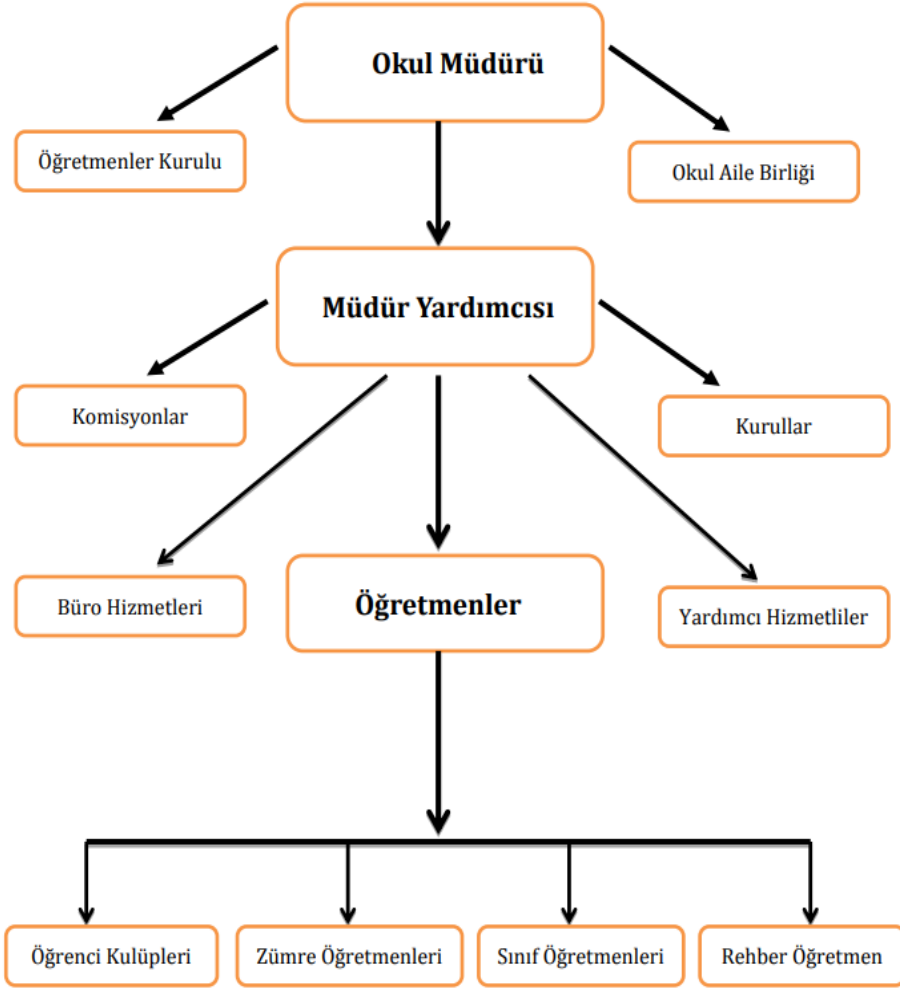 Okul Müdürü
Öğretmenler Kurulu
Okul Aile Birliği
Müdür Yardımcısı
Komisyonlar
Kurullar
Büro Hizmetleri
Öğretmenler
Yardımcı Hizmetliler
Öğrenci Kulüpleri
Zümre Öğretmenleri
Sınıf Öğretmenleri
Rehber Öğretmen